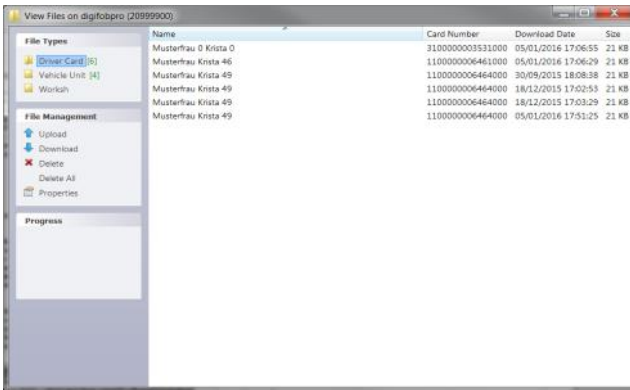 View Files on digifobpro (20999900)
File Types
Driver Card [6]
Vehicle Unit [4]
Worksh
File Management
Upload
Download
Delete
Delete All
Properties
Progress
Name Card Number Download Date Size
Musterfrau 0 Krista 0 3100000003531000 05/01/2016 17:06:55 21 KB
Musterfrau Krista 46 1100000006461000 05/01/2016 17:06:29 21 KB
Musterfrau Krista 49 1100000006464000 30/09/2015 18:08:38 21 KB
Musterfrau Krista 49 1100000006464000 18/12/2015 17:02:53 21 KB
Musterfrau Krista 49 1100000006464000 18/12/2015 17:03:29 21 KB
Musterfrau Krista 49 1100000006464000 05/01/2016 17:51:25 21 KB